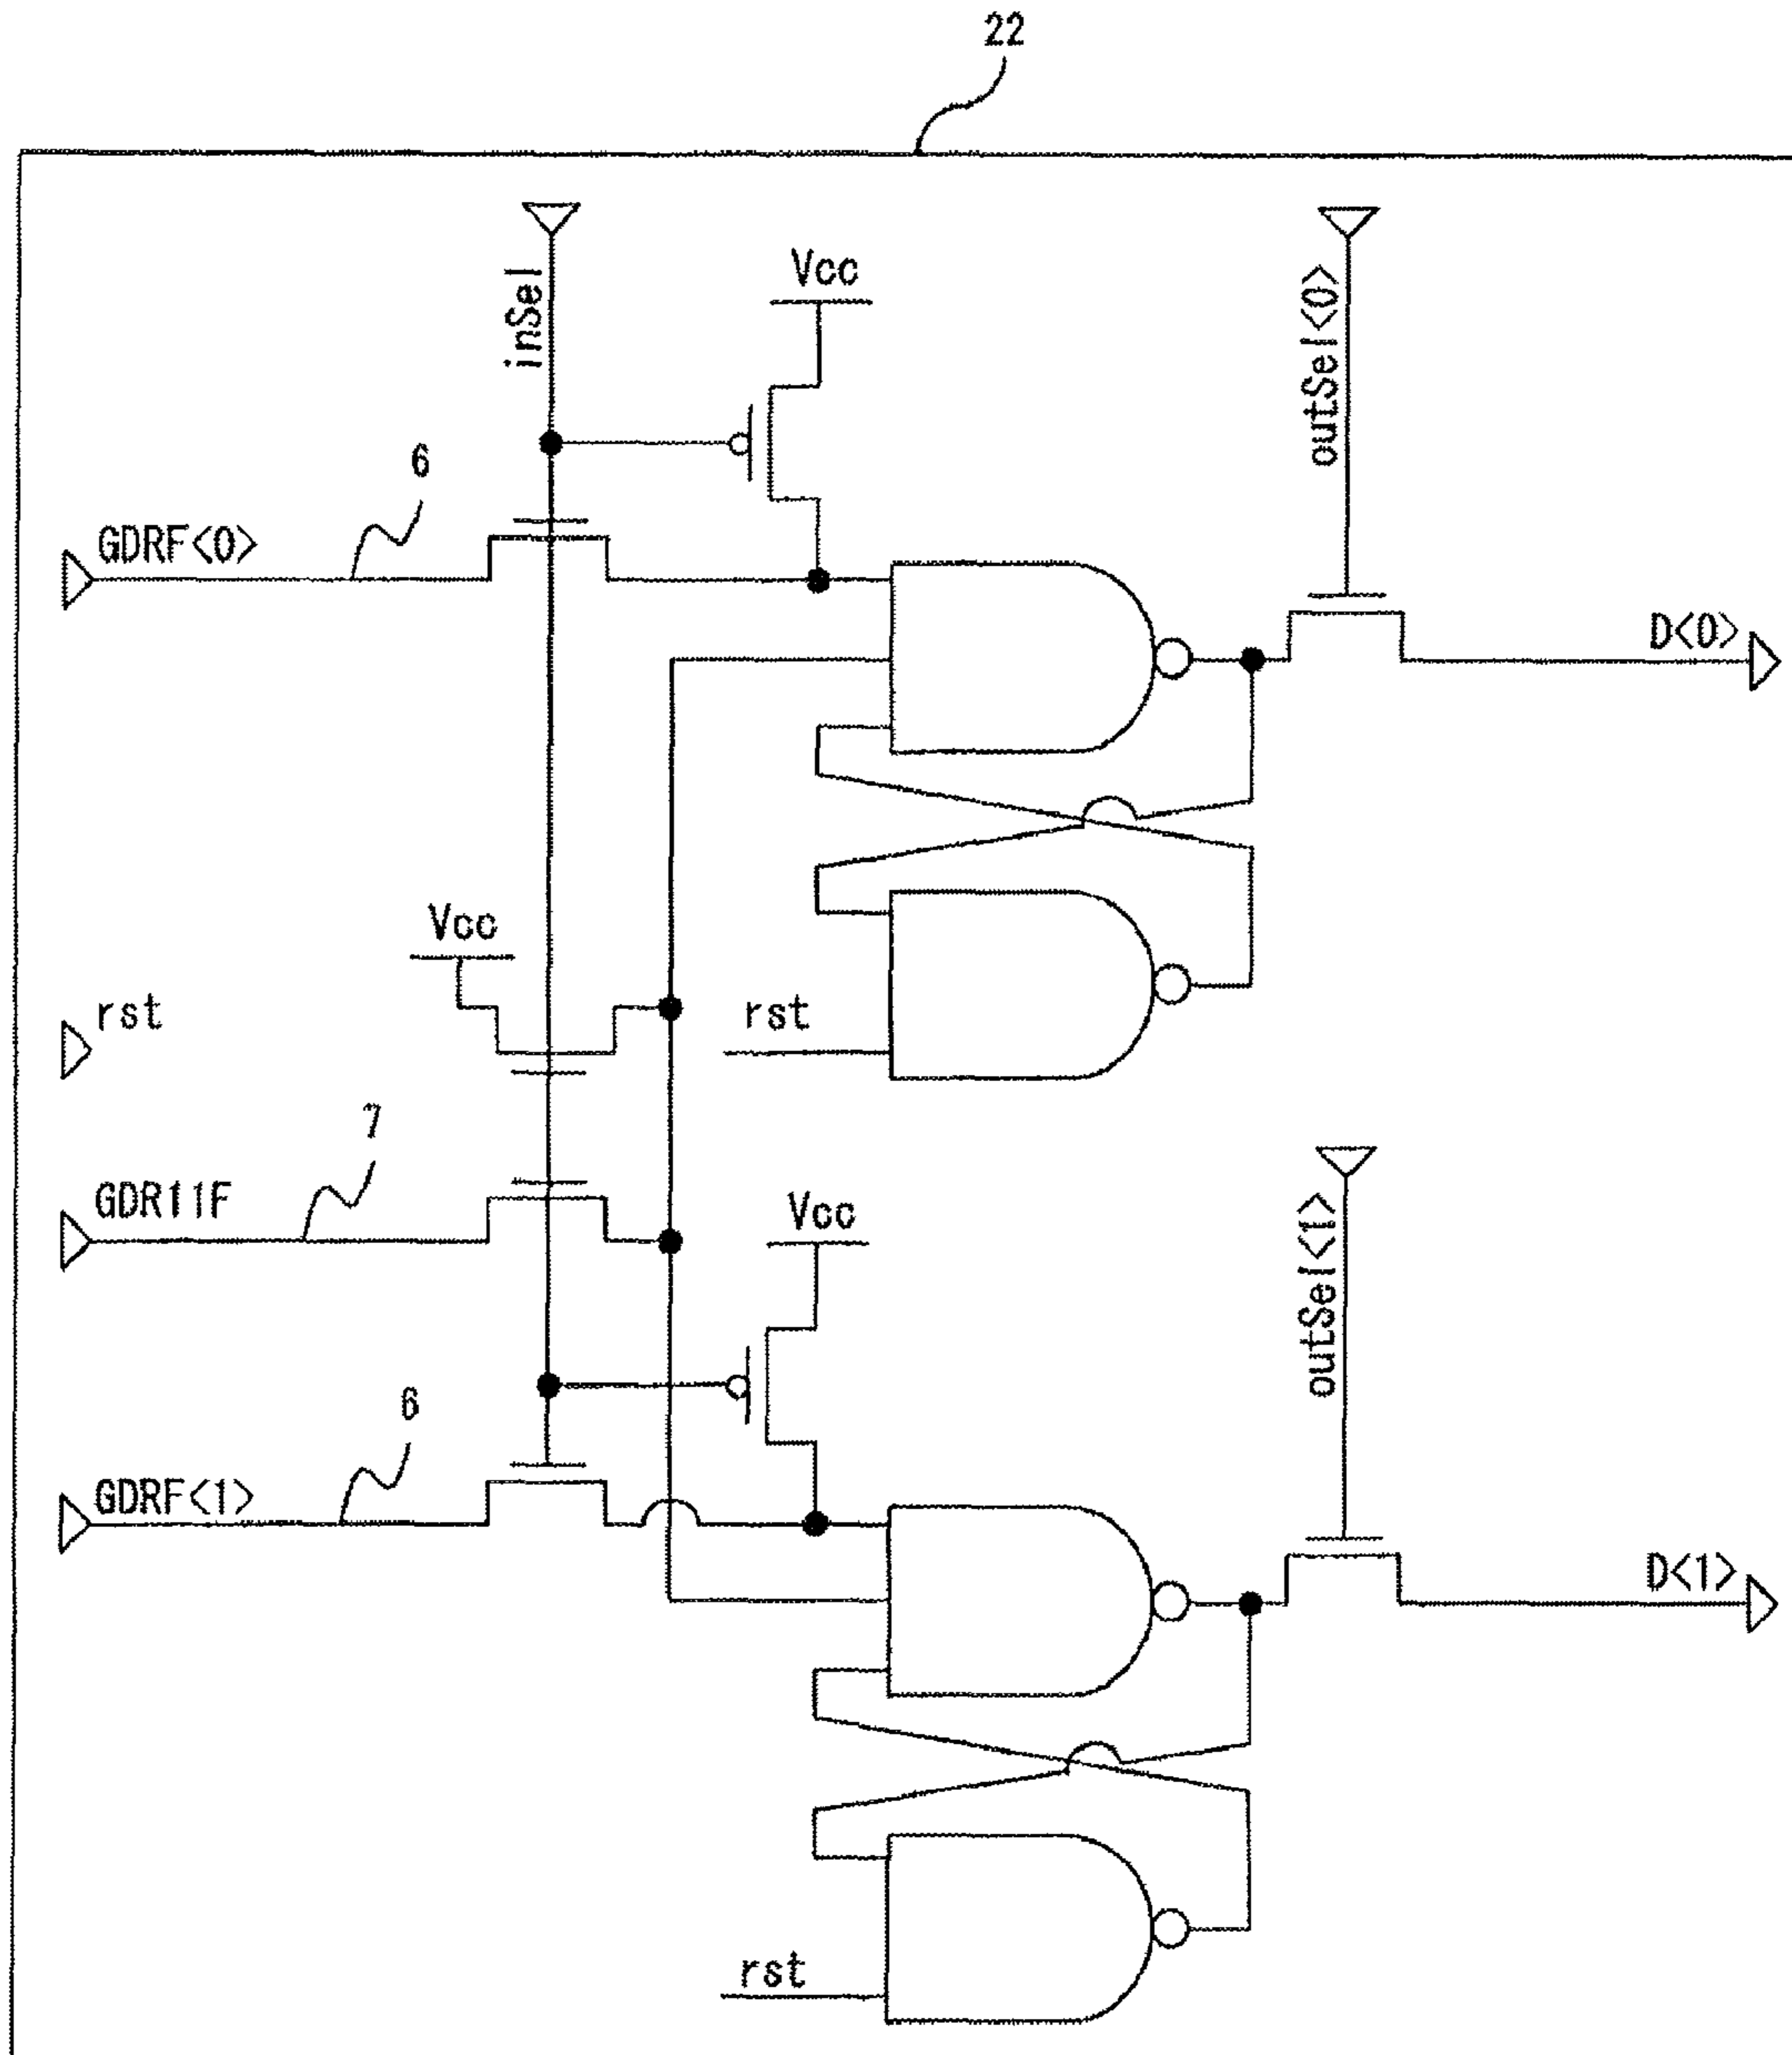 22
inSel
Vcc
outSel<0>
6
GDRF<0>
D<0>
Vcc
rst
rst
7
GDR11F
Vcc
outSel<1>
6
GDRF<1>
D<1>
rst